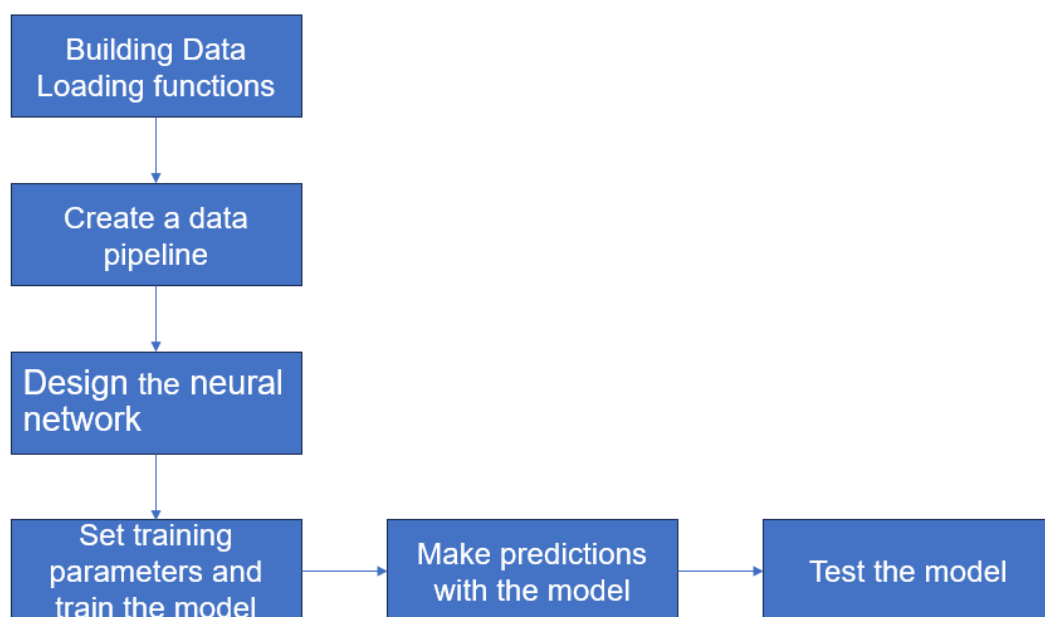 Building Data
Loading functions
Create a data
pipeline
Design the neural
network
Set training
parameters and
train the model
Make predictions
with the model
Test the model